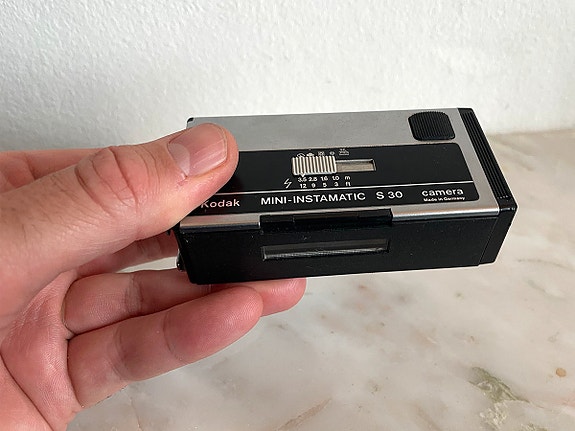 3.5 2.8 1.6 1.0 m
12 9 5 3 ft
Kodak MINI-INSTAMATIC S 30 camera
Made in Germany